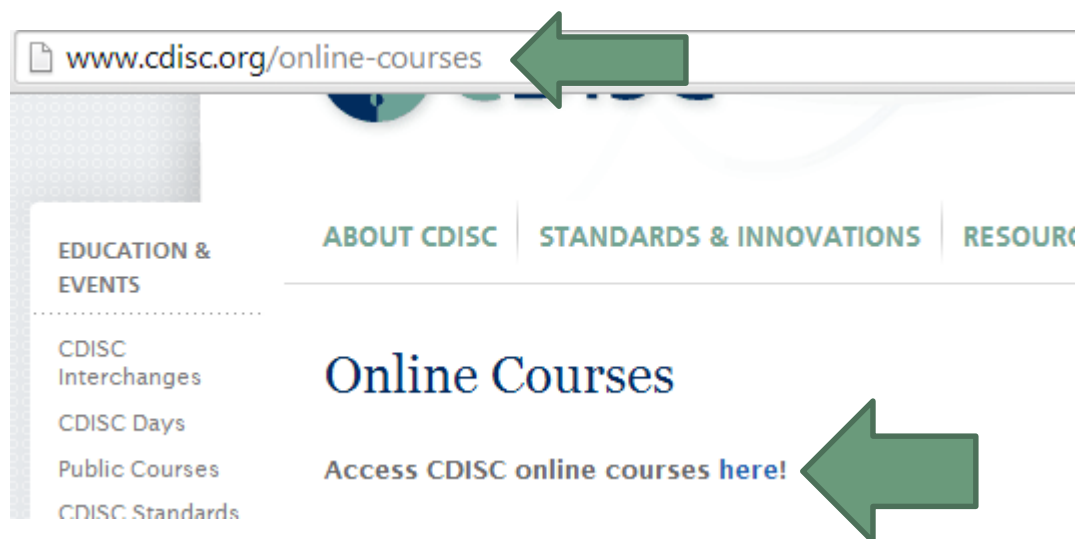 www.cdisc.org/online-courses
ABOUT CDISC
STANDARDS & INNOVATIONS
EDUCATION &
EVENTS
CDISC
Interchanges
CDISC Days
Public Courses
CDISC Standards
Online Courses
Access CDISC online courses here!